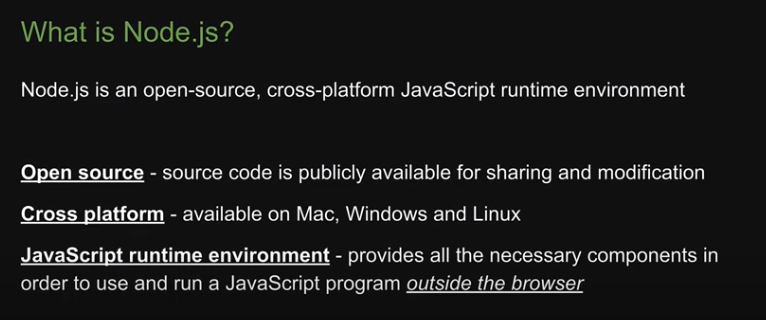 What is Node.js?
Node.js is an open-source, cross-platform JavaScript runtime environment
Open source - source code is publicly available for sharing and modification
Cross platform - available on Mac, Windows and Linux
JavaScript runtime environment - provides all the necessary components in
order to use and run a JavaScript program outside the browser